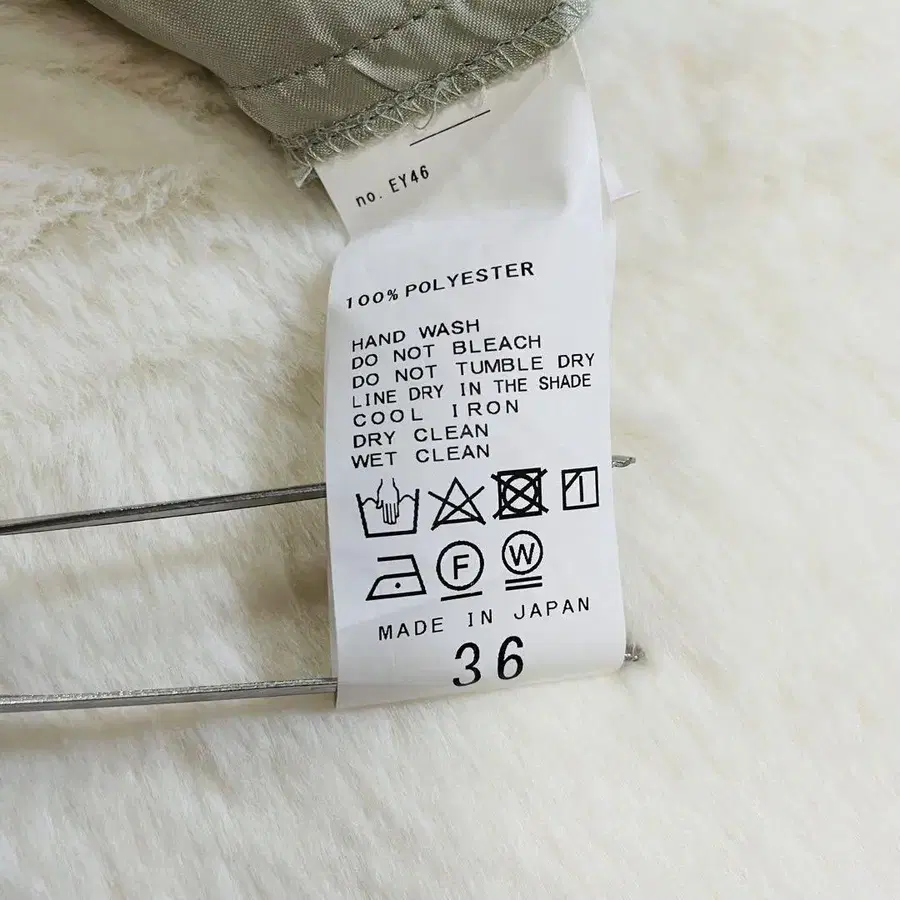 no. EY46
100% POLYESTER
HAND WASH
DO NOT BLEACH
DO NOT TUMBLE DRY
LINE DRY IN THE SHADE
COOL IRON
DRY CLEAN
WET CLEAN
F W
MADE IN JAPAN
36